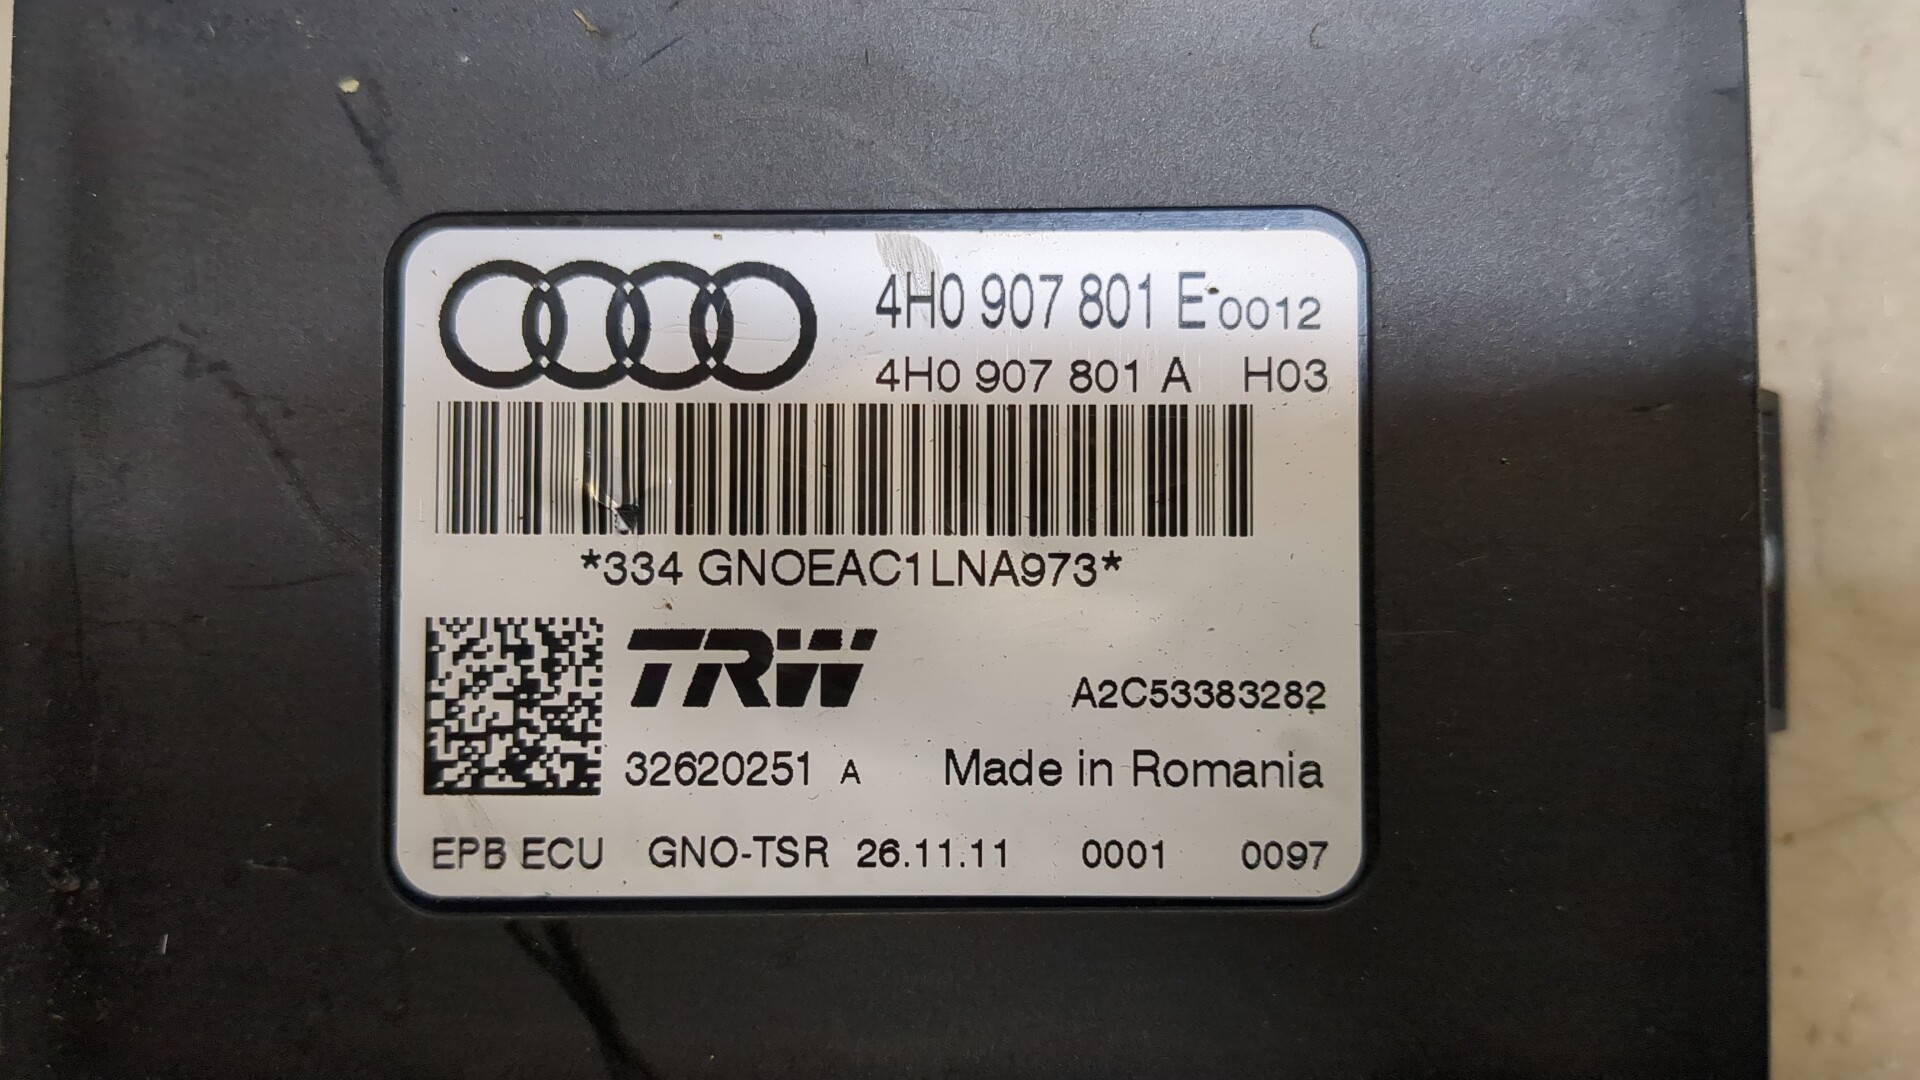 4H0 907 801 E 0012
4H0 907 801 A H03
*334 GNOEAC1LNA973*
TRW
A2C53383282
32620251 A Made in Romania
EPB ECU GNO-TSR 26.11.11 0001 0097